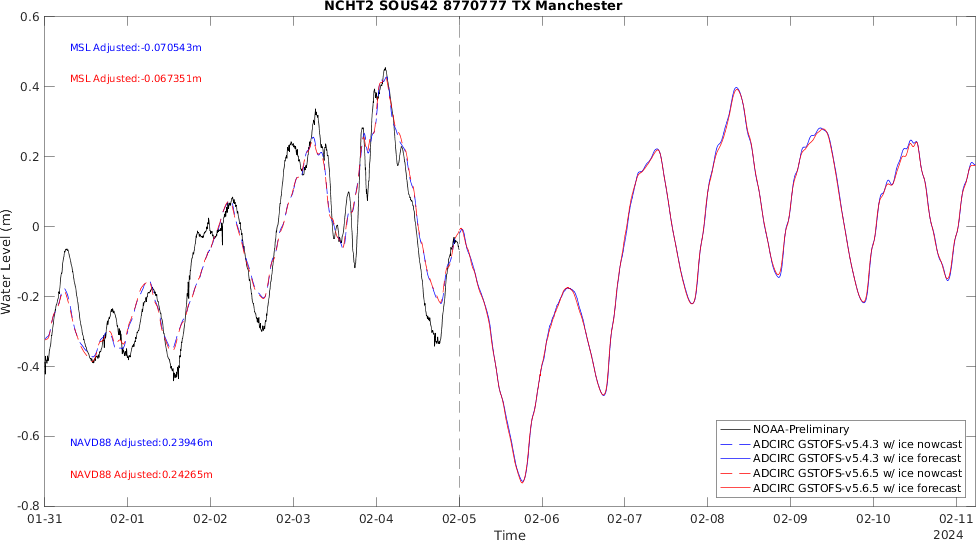 NCHT2 SOUS42 8770777 TX Manchester
0.6
MSL Adjusted:-0.070543m
MSL Adjusted:-0.067351m
0.4
0.2
0
-0.2
-0.4
-0.6
-0.8
Water Level (m)
NAVD88 Adjusted:0.23946m
NAVD88 Adjusted:0.24265m
NOAA-Preliminary
ADCIRC GSTOFS-v5.4.3 w/ ice nowcast
ADCIRC GSTOFS-v5.4.3 w/ ice forecast
ADCIRC GSTOFS-v5.6.5 w/ ice nowcast
ADCIRC GSTOFS-v5.6.5 w/ ice forecast
01-31 02-01 02-02 02-03 02-04 02-05 02-06 02-07 02-08 02-09 02-10 02-11
Time
2024